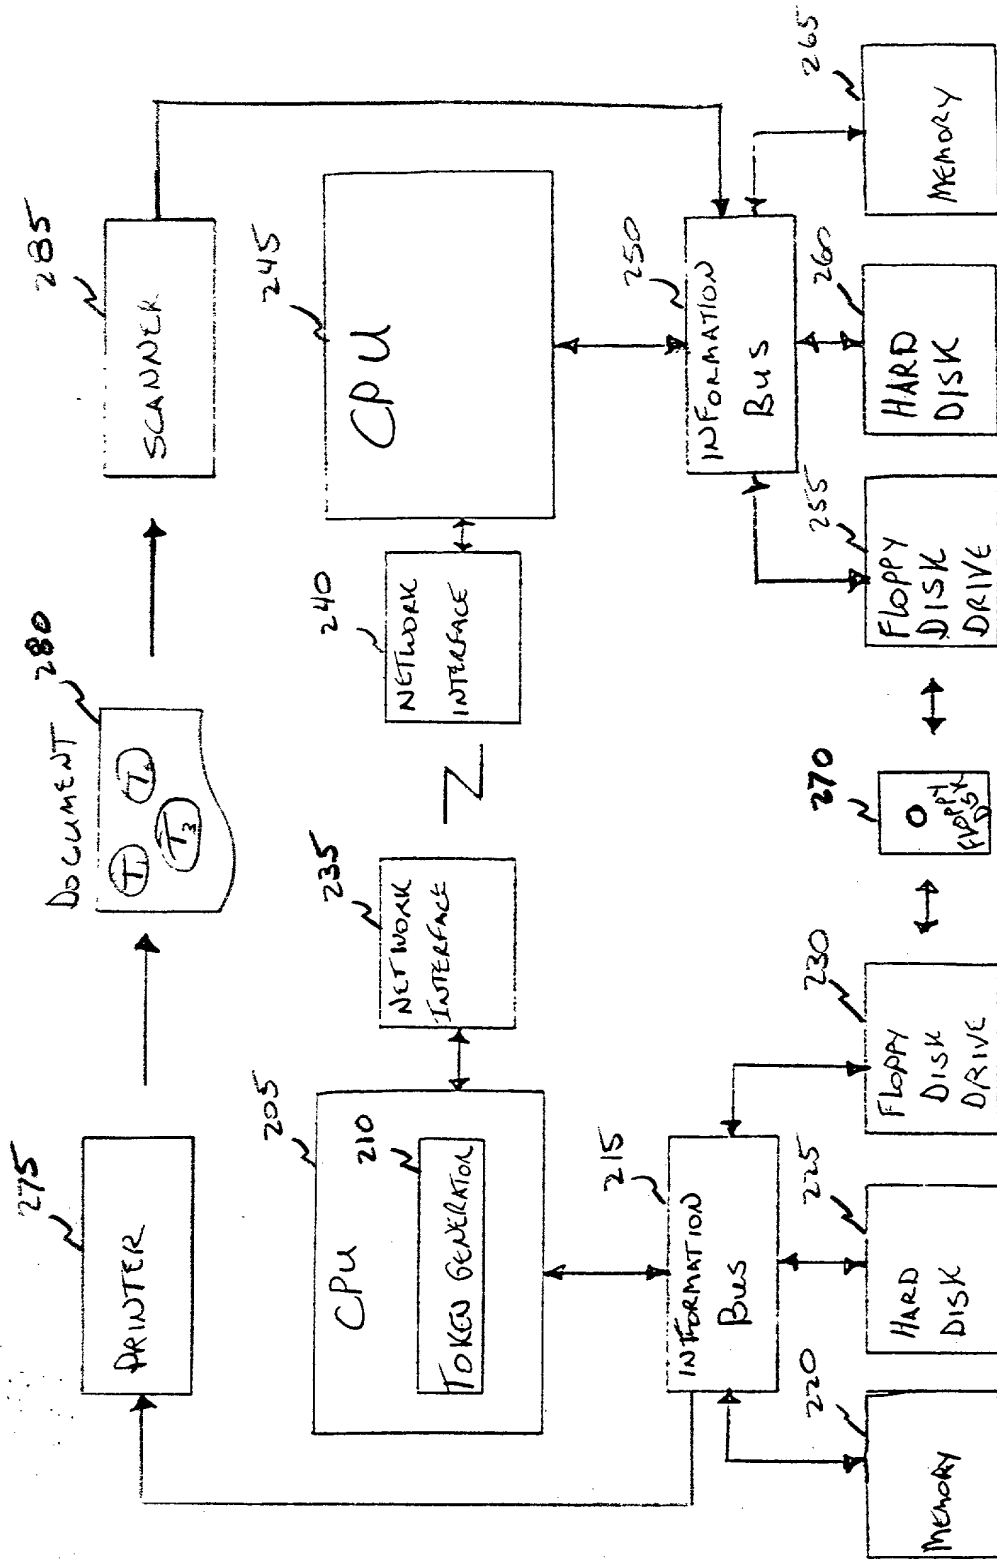 275
PRINTER
DOCUMENT
280
T1
T2
T3
285
SCANNER
205
CPU
210
TOKEN GENERATOR
235
NETWORK
INTERFACE
240
NETWORK
INTERFACE
245
CPU
215
INFORMATION
BUS
250
INFORMATION
BUS
220
MEMORY
225
HARD
DISK
230
FLOPPY
DISK
DRIVE
270
FLOPPY
DISK
255
FLOPPY
DISK
DRIVE
260
HARD
DISK
265
MEMORY